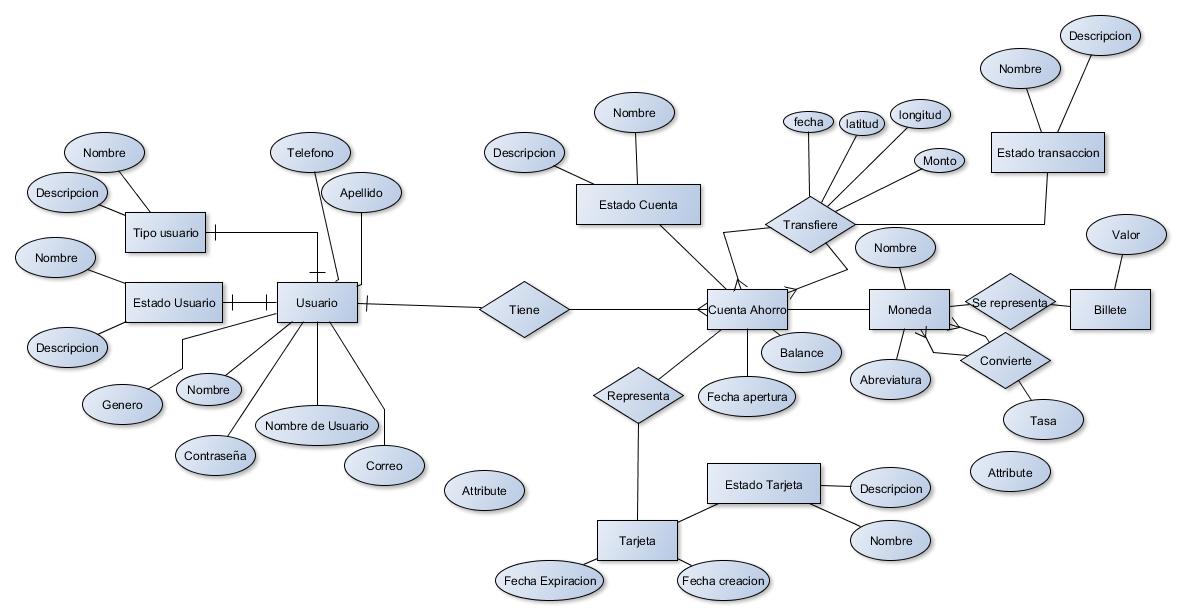 Descripcion
Nombre
Nombre
Descripcion
fecha
latitud
longitud
Monto
Estado transaccion
Nombre
Descripcion
Telefono
Apellido
Descripcion
Nombre
Estado Cuenta
Tipo usuario
Transfiere
Nombre
Valor
Nombre
Estado Usuario
Usuario
Tiene
Cuenta Ahorro
Moneda
Se representa
Billete
Descripcion
Balance
Convierte
Genero
Nombre
Representa
Fecha apertura
Abreviatura
Nombre de Usuario
Tasa
Contraseña
Correo
Attribute
Attribute
Estado Tarjeta
Descripcion
Tarjeta
Nombre
Fecha Expiracion
Fecha creacion